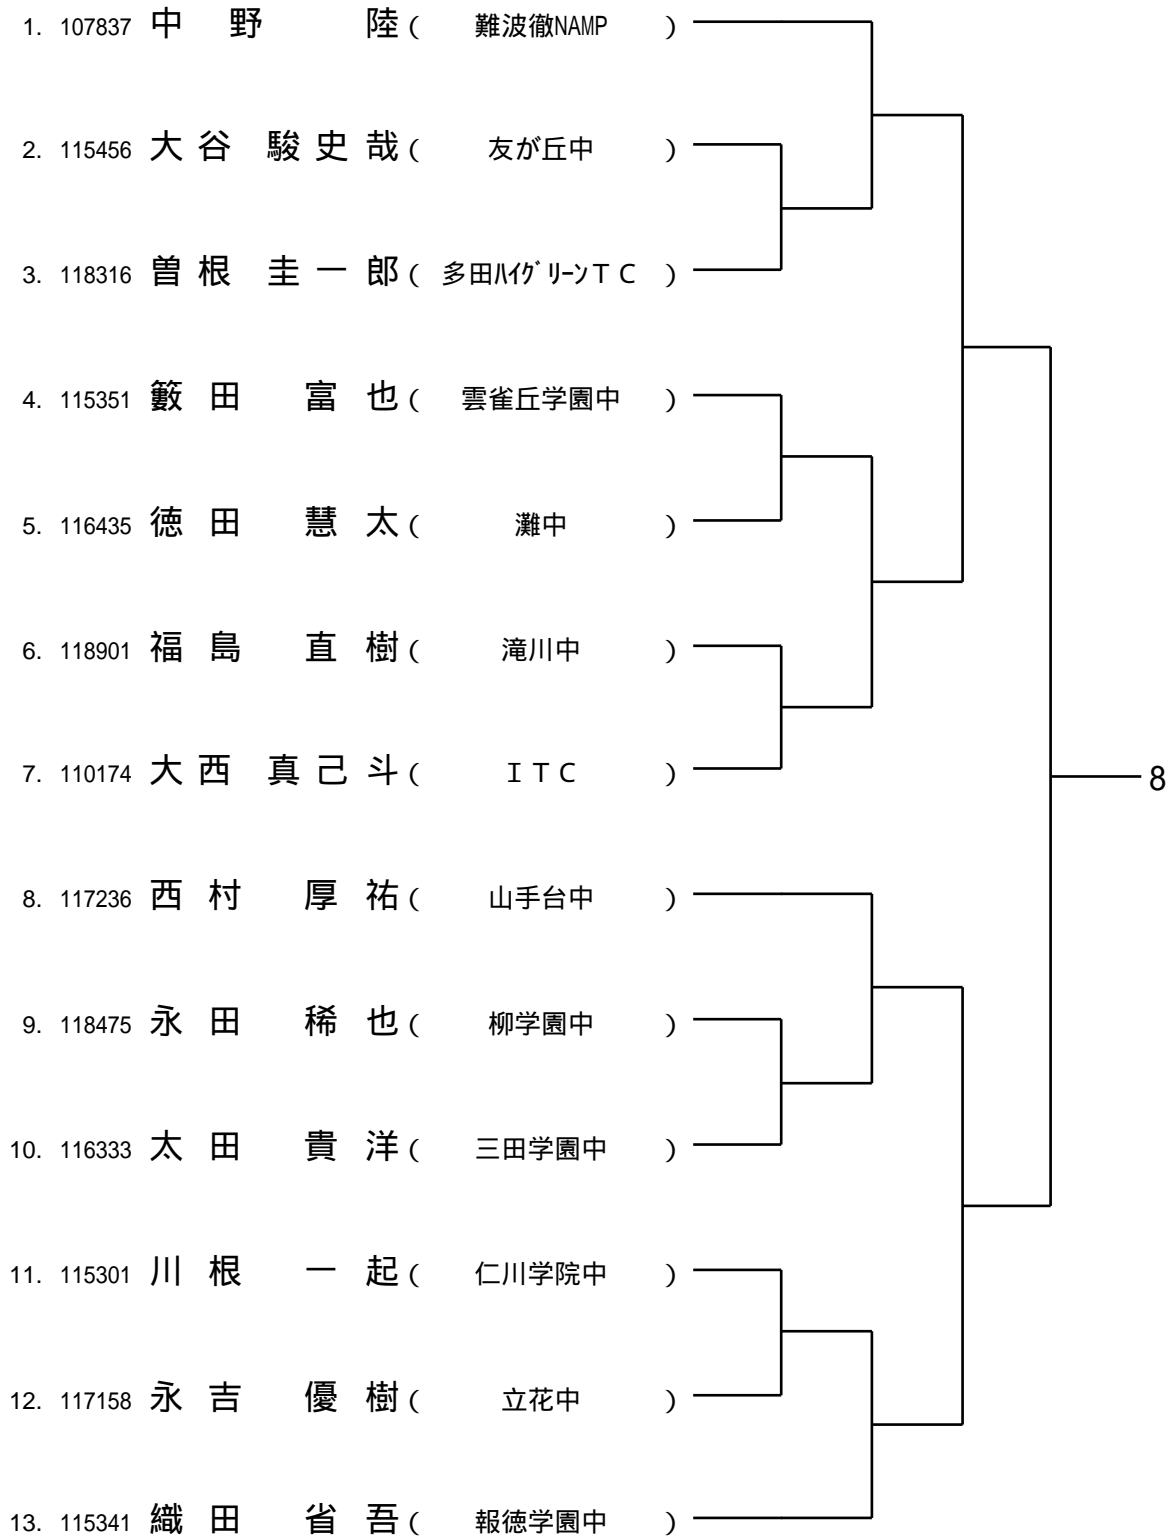 1. 107837 中 野 陸 ( 難波徹NAMP )
2. 115456 大 谷 駿 史 哉 ( 友が丘中 )
3. 118316 曽 根 圭 一 郎 ( 多田ﾊｲｸﾞﾘｰﾝＴＣ )
4. 115351 籔 田 富 也 ( 雲雀丘学園中 )
5. 116435 徳 田 慧 太 ( 灘中 )
6. 118901 福 島 直 樹 ( 滝川中 )
7. 110174 大 西 真 己 斗 ( ＩＴＣ )
8
8. 117236 西 村 厚 祐 ( 山手台中 )
9. 118475 永 田 稀 也 ( 柳学園中 )
10. 116333 太 田 貴 洋 ( 三田学園中 )
11. 115301 川 根 一 起 ( 仁川学院中 )
12. 117158 永 吉 優 樹 ( 立花中 )
13. 115341 織 田 省 吾 ( 報徳学園中 )